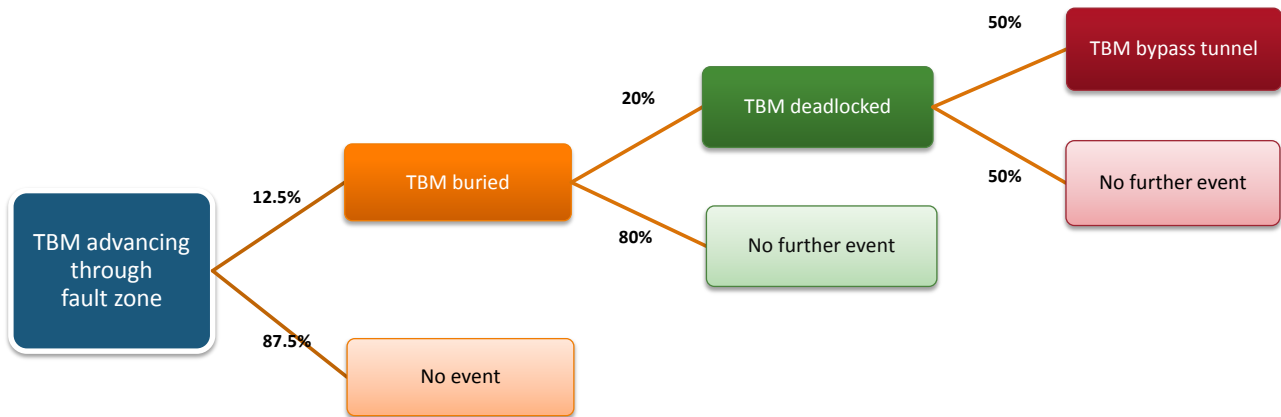 50%
TBM bypass tunnel
20%
TBM deadlocked
12.5%
TBM buried
50%
No further event
80%
No further event
TBM advancing
through
fault zone
87.5%
No event